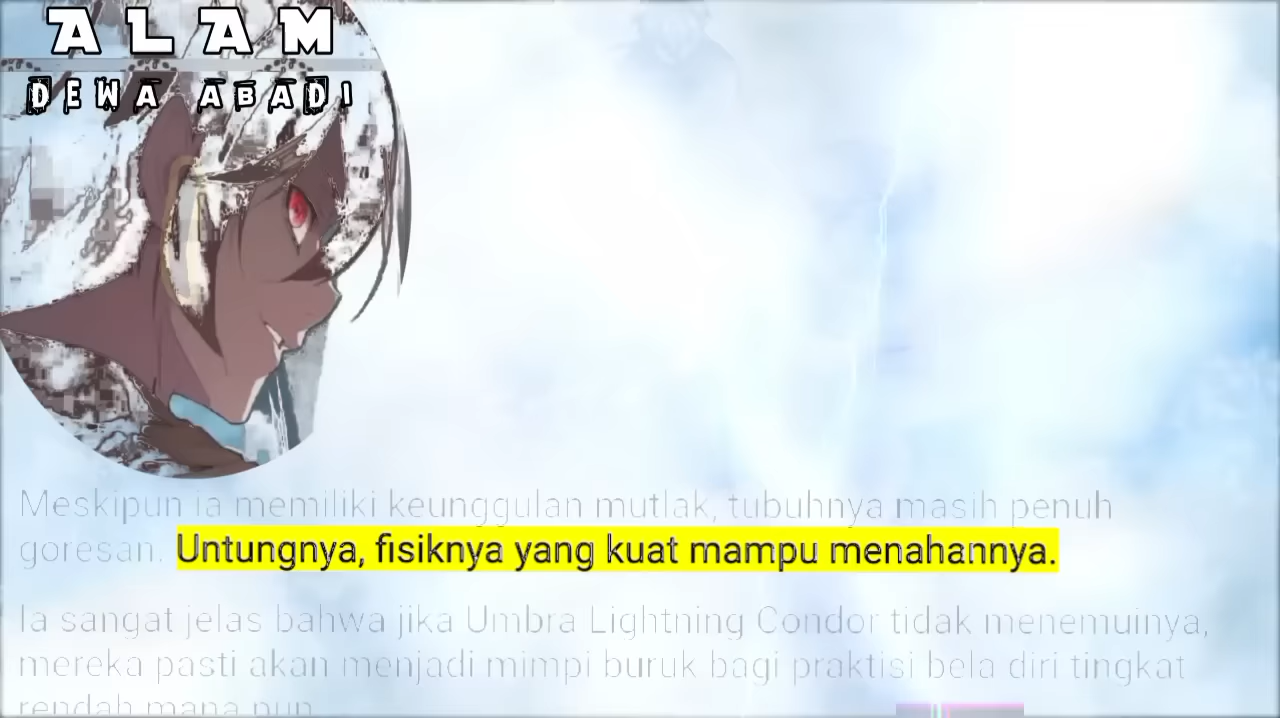 ALAM
DEWA ABADI
Meskipun ia memiliki keunggulan mutlak, tubuhnya masih penuh
goresan. Untungnya, fisiknya yang kuat mampu menahannya.
Ia sangat jelas bahwa jika Umbra Lightning Condor tidak menemuinya,
mereka pasti akan menjadi mimpi buruk bagi praktisi bela diri tingkat
rendah mana pun.